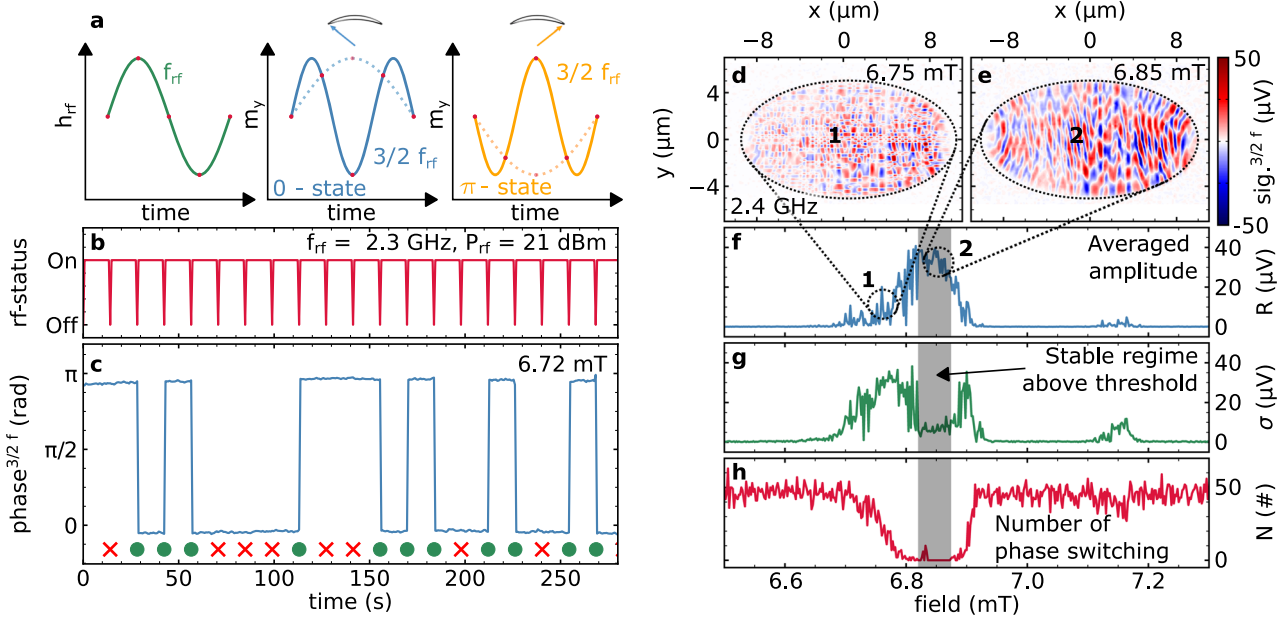 a
h_rf
f_rf
time
m_y
3/2 f_rf
0 - state
time
m_y
3/2 f_rf
π - state
time
b
f_rf = 2.3 GHz, P_rf = 21 dBm
rf-status
On
Off
c
6.72 mT
phase^3/2 f (rad)
π
π/2
0
0 50 100 150 200 250
time (s)
x (μm)
−8 0 8
x (μm)
−8 0 8
d
6.75 mT
e
6.85 mT
y (μm)
4
0
−4
1
2
2.4 GHz
50
0
-50
sig.^3/2 f (μV)
f
1
2
Averaged
amplitude
40
20
0
R (μV)
g
Stable regime
above threshold
40
20
0
σ (μV)
h
Number of
phase switching
50
0
N (#)
6.6 6.8 7.0 7.2
field (mT)